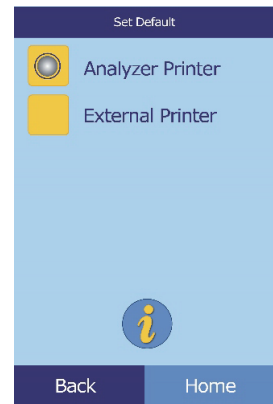 Set Default
Analyzer Printer
External Printer
i
Back Home